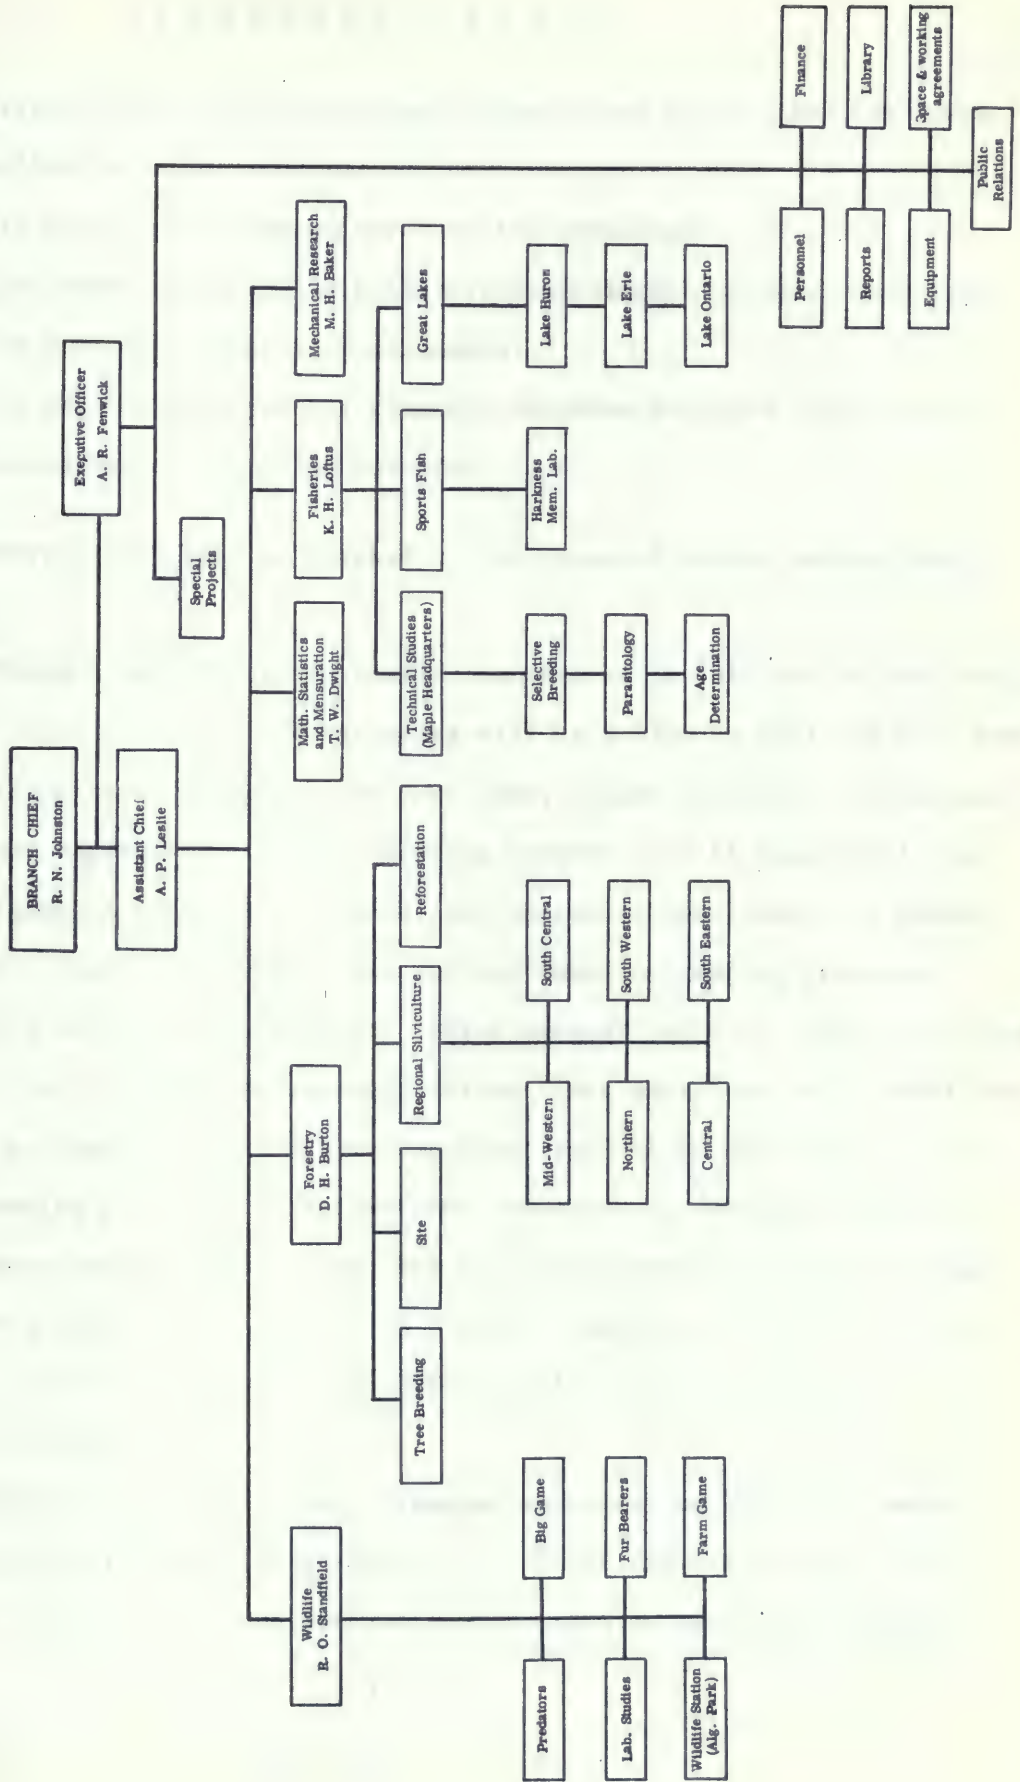 BRANCH CHIEF
R. N. Johnston
Executive Officer
A. R. Fenwick
Assistant Chief
A. P. Leslie
Special
Projects
Wildlife
R. O. Standfield
Forestry
D. H. Burton
Math. Statistics
and Mensuration
T. W. Dwight
Fisheries
K. H. Loftus
Mechanical Research
M. H. Baker
Tree Breeding
Site
Regional Silviculture
Reforestation
Technical Studies
(Maple Headquarters)
Sports Fish
Great Lakes
Predators
Big Game
Lab. Studies
Fur Bearers
Wildlife Station
(Alg. Park)
Farm Game
Mid-Western
South Central
Northern
South Western
Central
South Eastern
Selective
Breeding
Parasitology
Age
Determination
Harkness
Mem. Lab.
Lake Huron
Lake Erie
Lake Ontario
Personnel
Finance
Reports
Library
Equipment
Space & working
agreements
Public
Relations